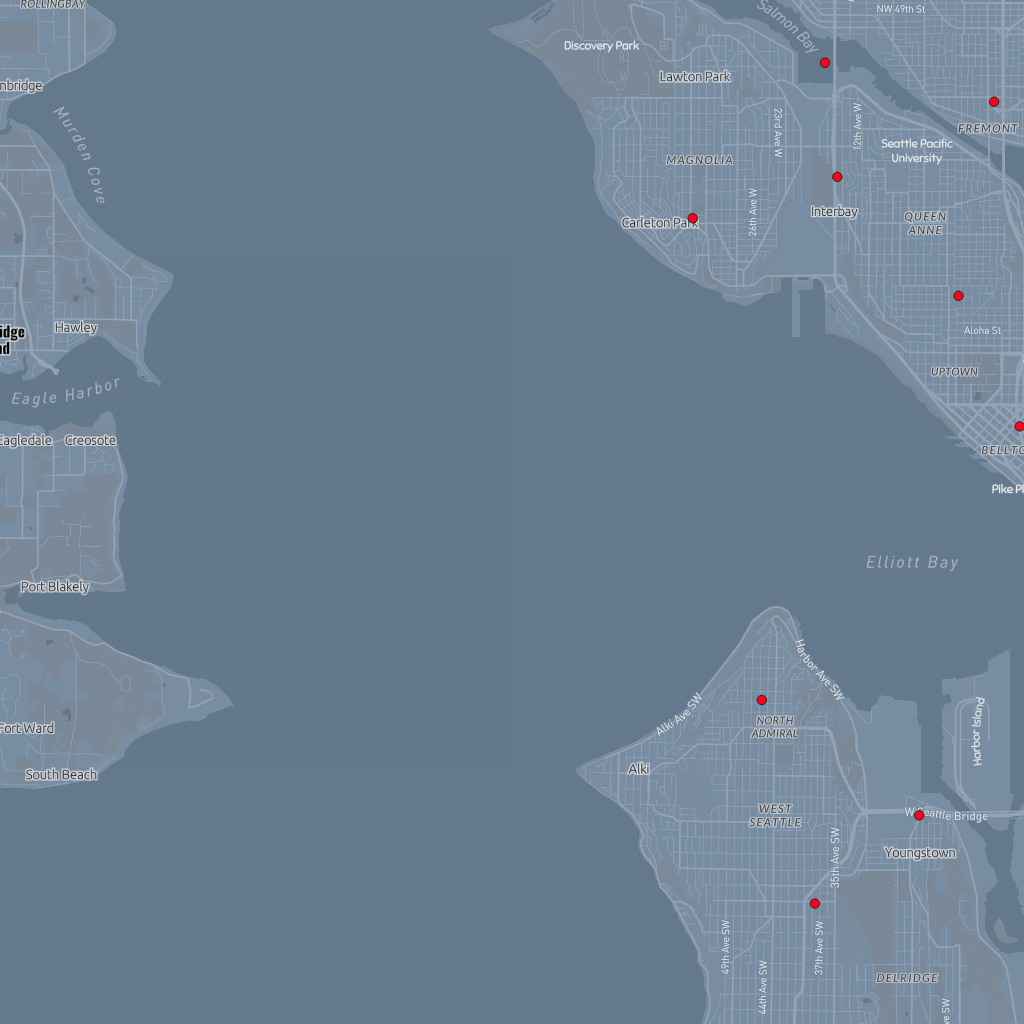 ROLLINGBAY
NW 49th St
Salmon Bay
Discovery Park
Lawton Park
Murden Cove
23rd Ave W
12th Ave W
FREMONT
Seattle Pacific
University
MAGNOLIA
26th Ave W
Interbay
QUEEN
ANNE
Carleton Park
Hawley
Aloha St
UPTOWN
Eagle Harbor
Eagledale
Creosote
Elliott Bay
Port Blakely
Harbor Ave SW
Alki Ave SW
NORTH
ADMIRAL
Harbor Island
Fort Ward
South Beach
Alki
WEST
SEATTLE
W Seattle Bridge
Youngstown
35th Ave SW
49th Ave SW
37th Ave SW
44th Ave SW
DELRIDGE